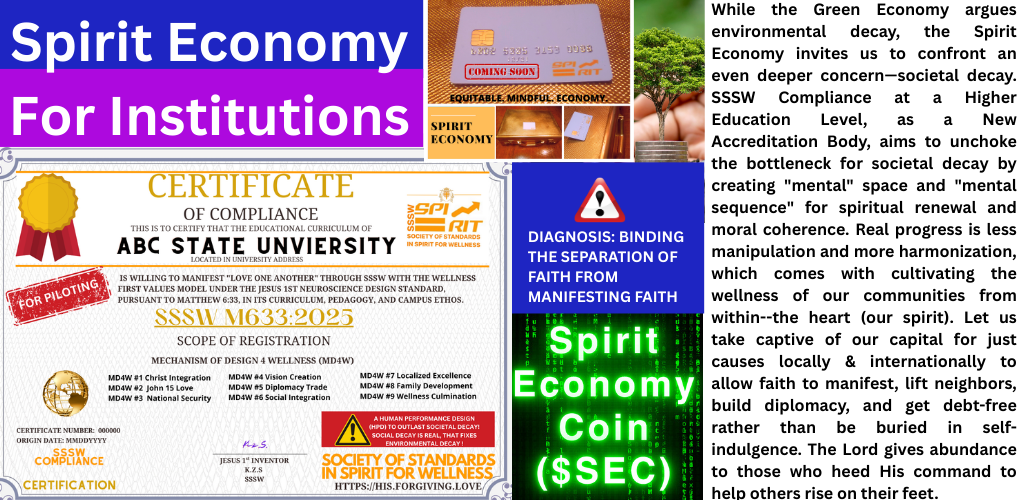 Spirit Economy
For Institutions
COMING SOON
SPIRIT
EQUITABLE. MINDFUL. ECONOMY.
SPIRIT
ECONOMY
CERTIFICATE
OF COMPLIANCE
THIS IS TO CERTIFY THAT THE EDUCATIONAL CURRICULUM OF
ABC STATE UNVIERSITY
LOCATED IN UNIVERSITY ADDRESS
SSSW
SPIRIT
SOCIETY OF STANDARDS
IN SPIRIT FOR WELLNESS
FOR PILOTING
IS WILLING TO MANIFEST "LOVE ONE ANOTHER" THROUGH SSSW WITH THE WELLNESS
FIRST VALUES MODEL UNDER THE JESUS 1ST NEUROSCIENCE DESIGN STANDARD,
PURSUANT TO MATTHEW 6:33, IN ITS CURRICULUM, PEDAGOGY, AND CAMPUS ETHOS.
SSSW M633:2025
SCOPE OF REGISTRATION
MECHANISM OF DESIGN 4 WELLNESS (MD4W)
MD4W #1 Christ Integration
MD4W #2 John 15 Love
MD4W #3 National Security
MD4W #4 Vision Creation
MD4W #5 Diplomacy Trade
MD4W #6 Social Integration
MD4W #7 Localized Excellence
MD4W #8 Family Development
MD4W #9 Wellness Culmination
CERTIFICATE NUMBER: 000000
ORIGIN DATE: MMDDYYYY
SSSW
COMPLIANCE
CERTIFICATION
K.S.
JESUS 1st INVENTOR
K.Z.S
SSSW
A HUMAN PERFORMANCE DESIGN
(HPD) TO OUTLAST SOCIETAL DECAY!
SOCIAL DECAY IS REAL, THAT FIXES
ENVIRONMENTAL DECAY !
SOCIETY OF STANDARDS
IN SPIRIT FOR WELLNESS
HTTPS://HIS.FORGIVING.LOVE
DIAGNOSIS: BINDING
THE SEPARATION OF
FAITH FROM
MANIFESTING FAITH
Spirit
Economy
Coin
($SEC)
While the Green Economy argues
environmental decay, the Spirit
Economy invites us to confront an
even deeper concern—societal decay.
SSSW Compliance at a Higher
Education Level, as a New
Accreditation Body, aims to unchoke
the bottleneck for societal decay by
creating "mental" space and "mental
sequence" for spiritual renewal and
moral coherence. Real progress is less
manipulation and more harmonization,
which comes with cultivating the
wellness of our communities from
within--the heart (our spirit). Let us
take captive of our capital for just
causes locally & internationally to
allow faith to manifest, lift neighbors,
build diplomacy, and get debt-free
rather than be buried in self-
indulgence. The Lord gives abundance
to those who heed His command to
help others rise on their feet.